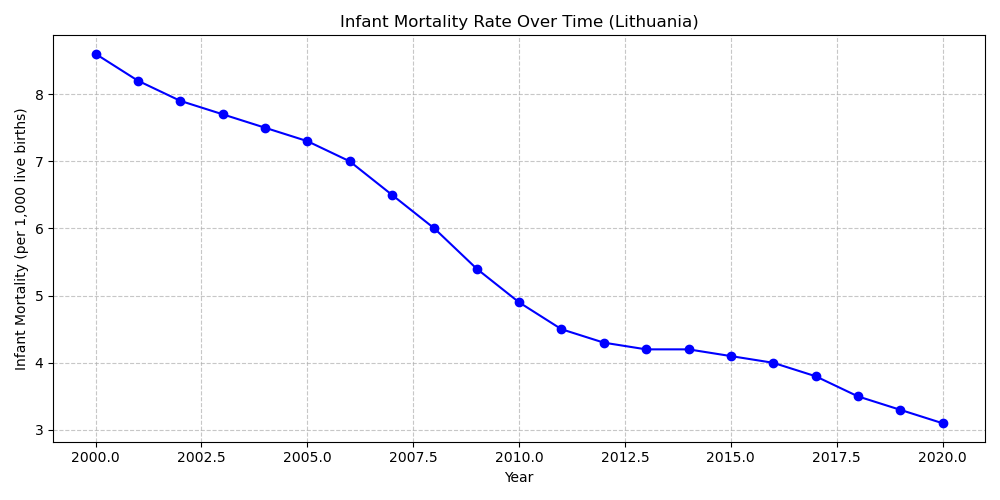 Infant Mortality Rate Over Time (Lithuania)
Infant Mortality (per 1,000 live births)
8
7
6
5
4
3
2000.0 2002.5 2005.0 2007.5 2010.0 2012.5 2015.0 2017.5 2020.0
Year